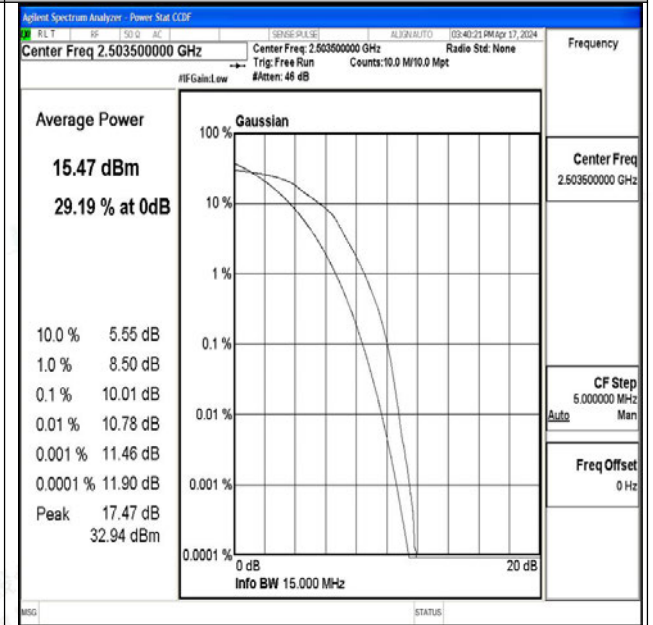 Agilent Spectrum Analyzer - Power Stat CCDF
RL T RF 50 Ω AC SENSE:PULSE ALIGN AUTO 03:40:21 PM Apr 17, 2024
Center Freq 2.503500000 GHz
Center Freq: 2.503500000 GHz Radio Std: None
Trig: Free Run Counts:10.0 M/10.0 Mpt
#IFGain:Low #Atten: 46 dB
Frequency
Average Power
15.47 dBm
29.19 % at 0dB
10.0 % 5.55 dB
1.0 % 8.50 dB
0.1 % 10.01 dB
0.01 % 10.78 dB
0.001 % 11.46 dB
0.0001 % 11.90 dB
Peak 17.47 dB
32.94 dBm
Gaussian
100 %
10 %
1 %
0.1 %
0.01 %
0.001 %
0.0001 %
0 dB 20 dB
Info BW 15.000 MHz
Center Freq
2.503500000 GHz
CF Step
5.000000 MHz
Auto Man
Freq Offset
0 Hz
MSG STATUS